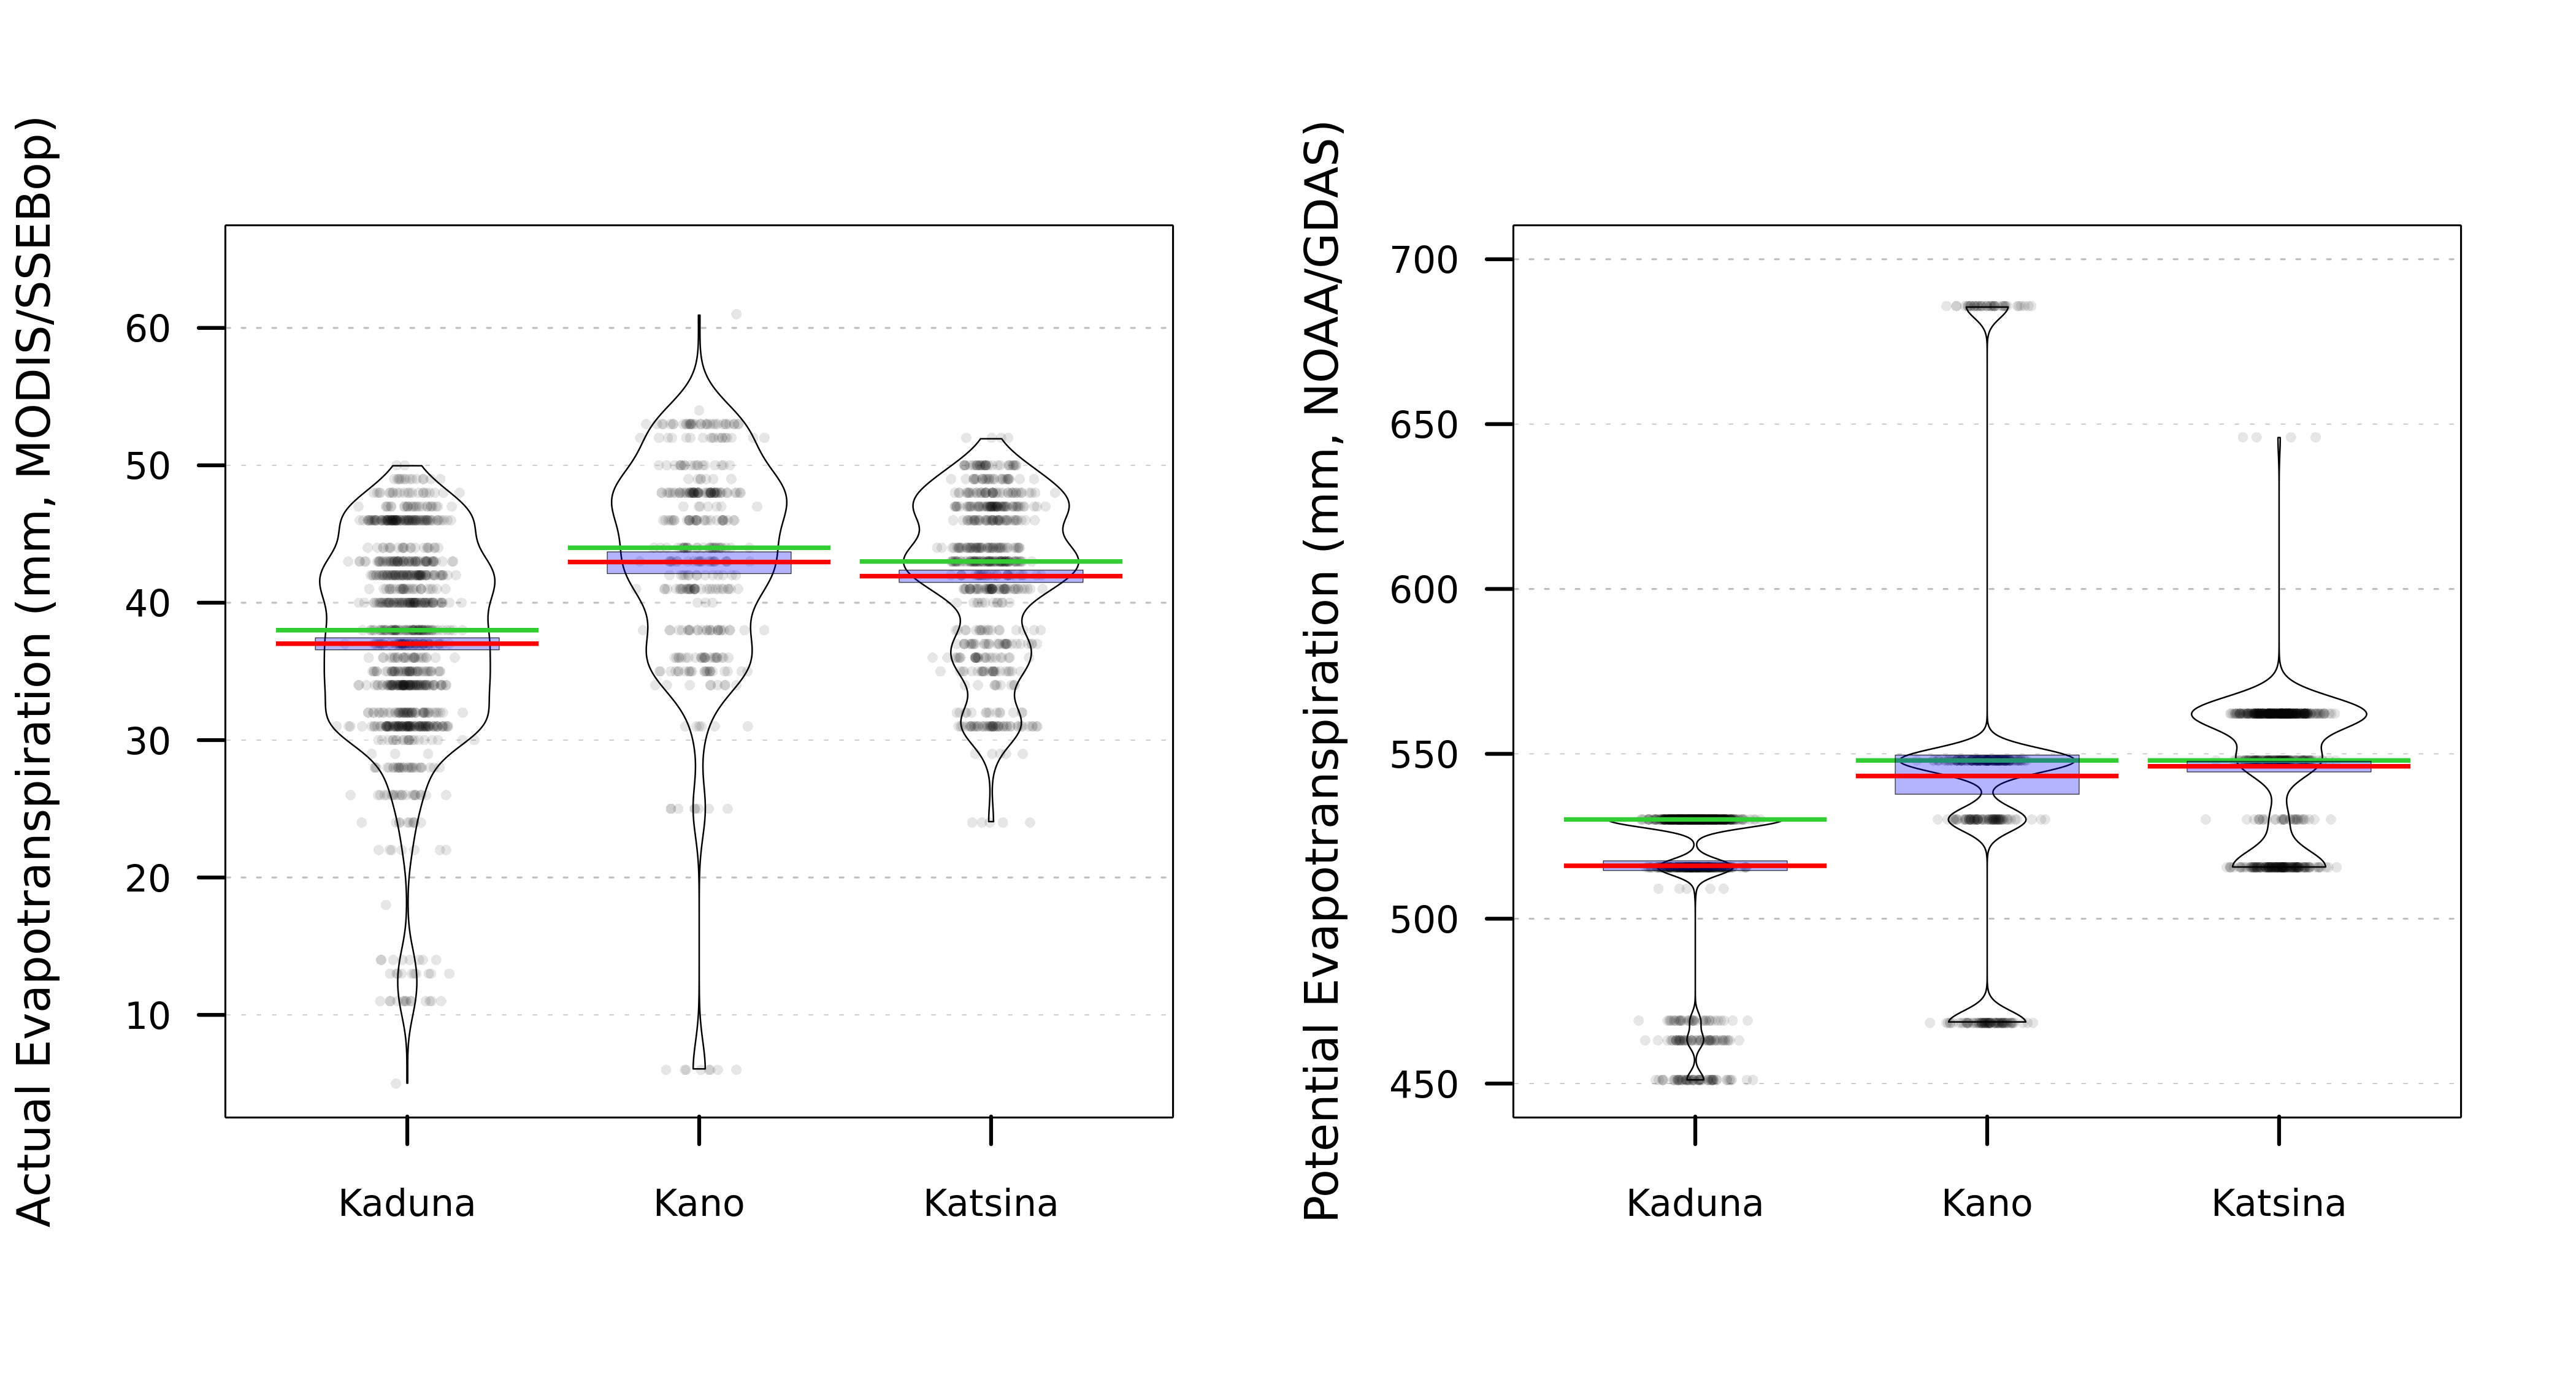 Actual Evapotranspiration (mm, MODIS/SSEBop)
60
50
40
30
20
10
Kaduna
Kano
Katsina
Potential Evapotranspiration (mm, NOAA/GDAS)
700
650
600
550
500
450
Kaduna
Kano
Katsina